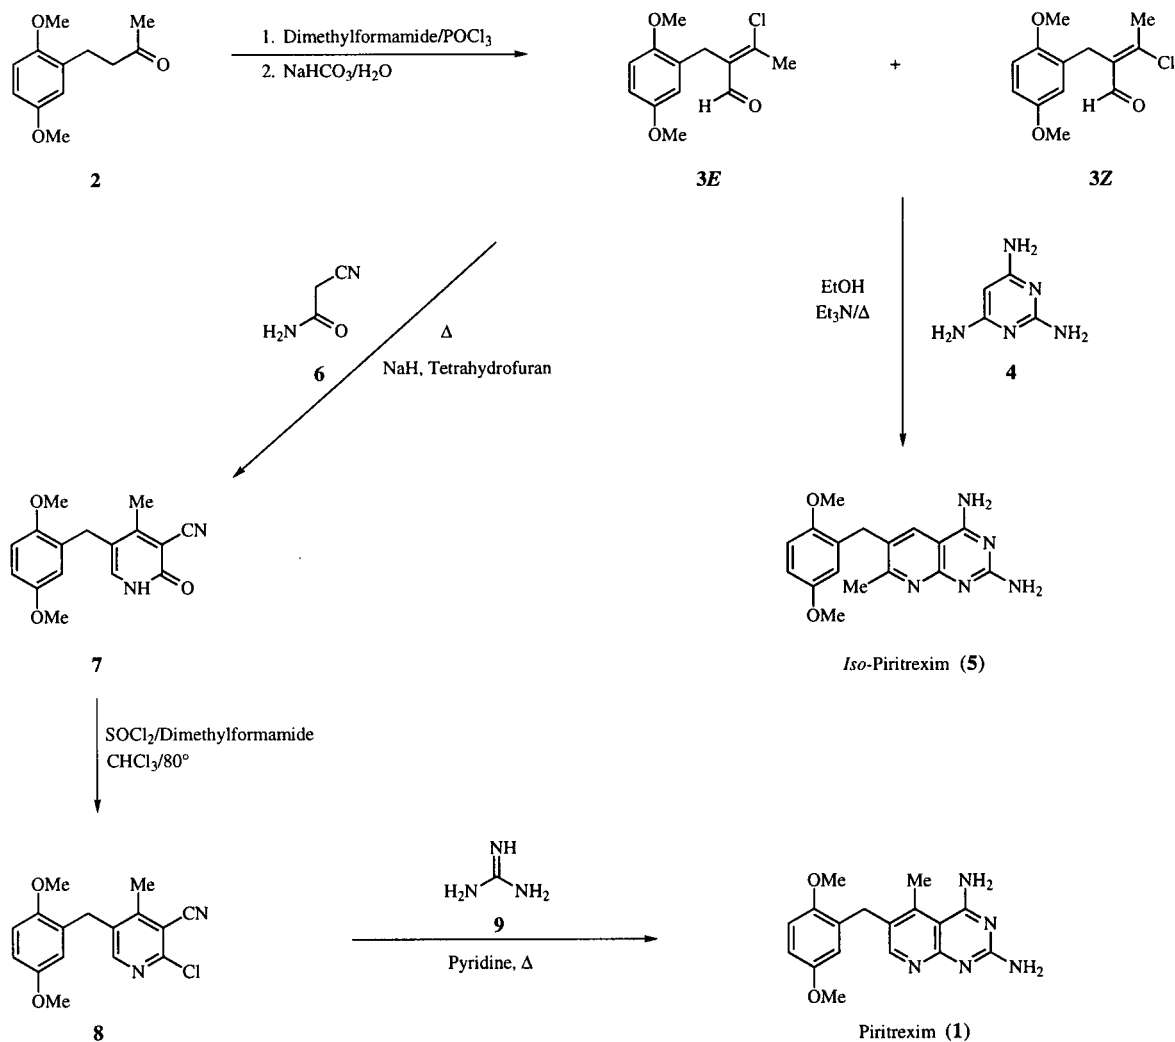 OMe
Me
O
OMe
2
1. Dimethylformamide/POCl3
2. NaHCO3/H2O
OMe
Cl
Me
H
O
OMe
3E
+
OMe
Me
Cl
H
O
OMe
3Z
CN
H2N
O
6
Δ
NaH, Tetrahydrofuran
EtOH
Et3N/Δ
NH2
N
H2N
N
NH2
4
OMe
Me
CN
NH
O
OMe
7
OMe
NH2
N
Me
N
N
NH2
OMe
Iso-Piritrexim (5)
SOCl2/Dimethylformamide
CHCl3/80°
OMe
Me
CN
N
Cl
OMe
8
NH
H2N
NH2
9
Pyridine, Δ
OMe
Me
NH2
N
N
N
NH2
OMe
Piritrexim (1)